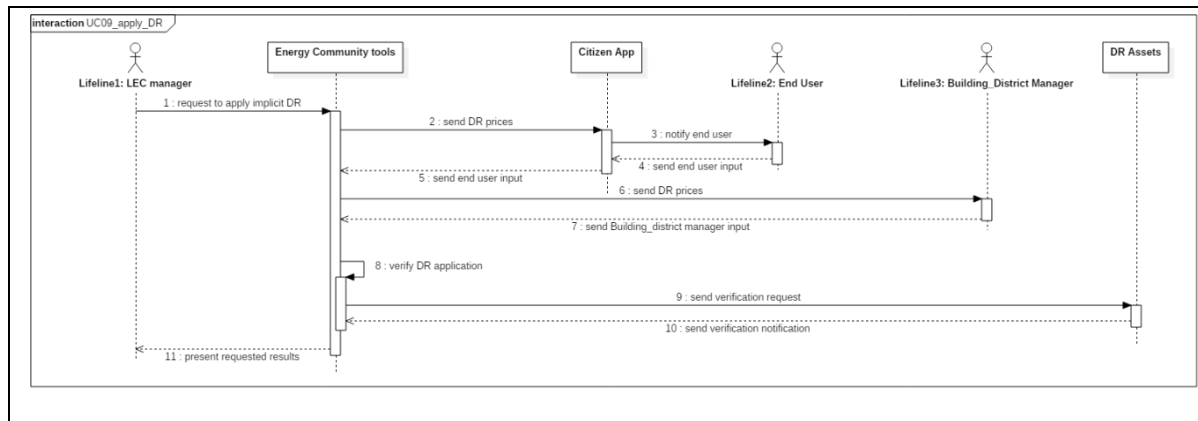 interaction UC09_apply_DR
Energy Community tools
Citizen App
DR Assets
Lifeline1: LEC manager
Lifeline2: End User
Lifeline3: Building_District Manager
1 : request to apply implicit DR
2 : send DR prices
3 : notify end user
4 : send end user input
5 : send end user input
6 : send DR prices
7 : send Building_district manager input
8 : verify DR application
9 : send verification request
10 : send verification notification
11 : present requested results